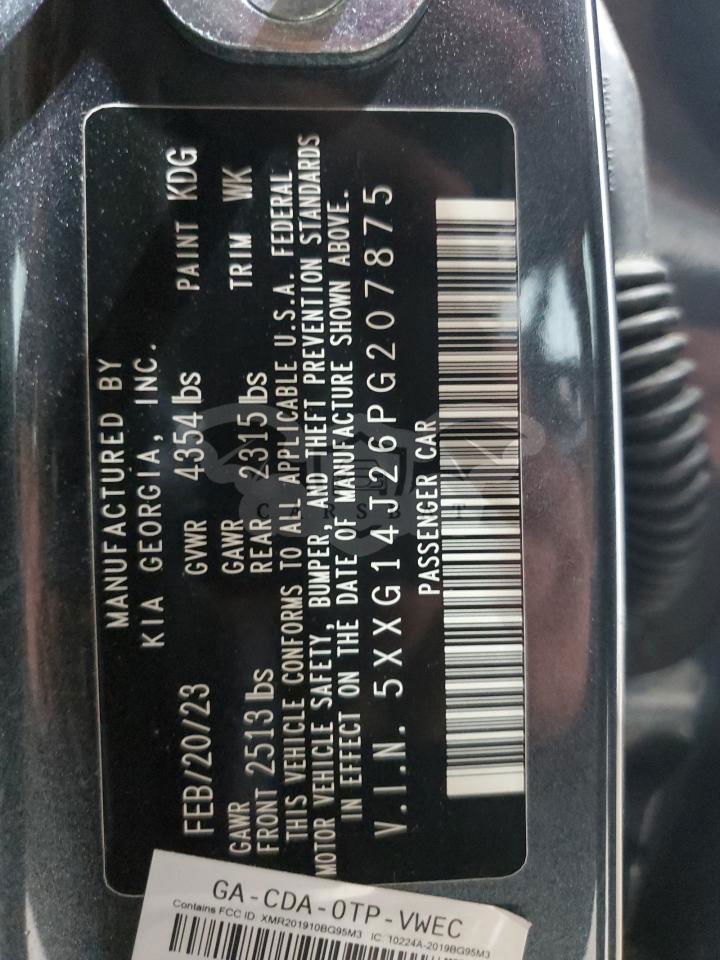 MANUFACTURED BY
KIA GEORGIA, INC.
FEB/20/23 GVWR 4354 lbs PAINT KDG
GAWR GAWR TRIM WK
FRONT 2513 lbs REAR 2315 lbs
THIS VEHICLE CONFORMS TO ALL APPLICABLE U.S.A. FEDERAL
MOTOR VEHICLE SAFETY, BUMPER, AND THEFT PREVENTION STANDARDS
IN EFFECT ON THE DATE OF MANUFACTURE SHOWN ABOVE.
V.I.N. 5XXG14J26PG207875
PASSENGER CAR
GA-CDA-0TP-VWEC
Contains FCC ID: XMR201910BG95M3 IC: 10224A-2019BG95M3